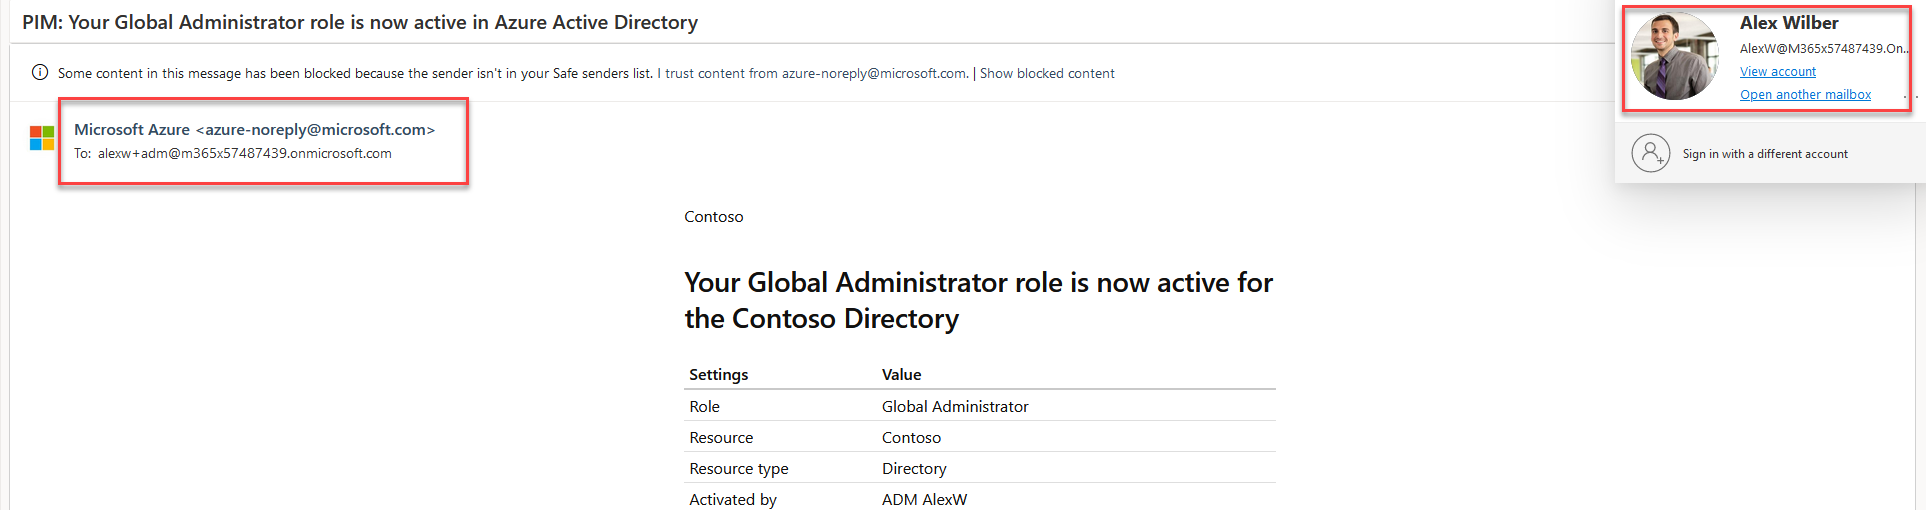 PIM: Your Global Administrator role is now active in Azure Active Directory
Some content in this message has been blocked because the sender isn't in your Safe senders list. I trust content from azure-noreply@microsoft.com. | Show blocked content
Microsoft Azure <azure-noreply@microsoft.com>
To: alexw+adm@m365x57487439.onmicrosoft.com
Alex Wilber
AlexW@M365x57487439.On...
View account
Open another mailbox
Sign in with a different account
Contoso
Your Global Administrator role is now active for
the Contoso Directory
Settings Value
Role Global Administrator
Resource Contoso
Resource type Directory
Activated by ADM AlexW